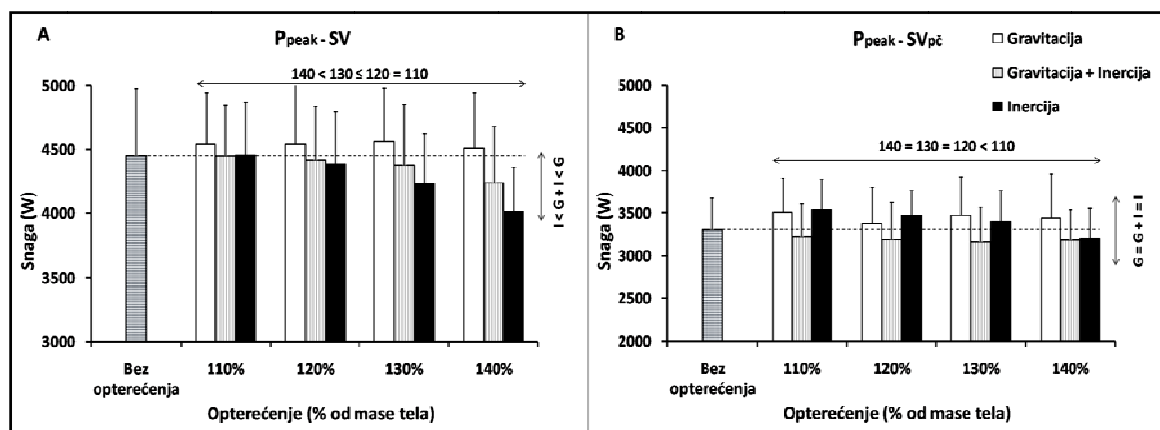 A
Ppeak - SV
140 < 130 ≤ 120 = 110
5000
4500
4000
3500
3000
Snaga (W)
I < G + I < G
Bez opterećenja
110%
120%
130%
140%
Opterećenje (% od mase tela)
B
Ppeak - SVpč
Gravitacija
Gravitacija + Inercija
Inercija
140 = 130 = 120 < 110
5000
4500
4000
3500
3000
2500
2000
Snaga (W)
G = G + I = I
Bez opterećenja
110%
120%
130%
140%
Opterećenje (% od mase tela)